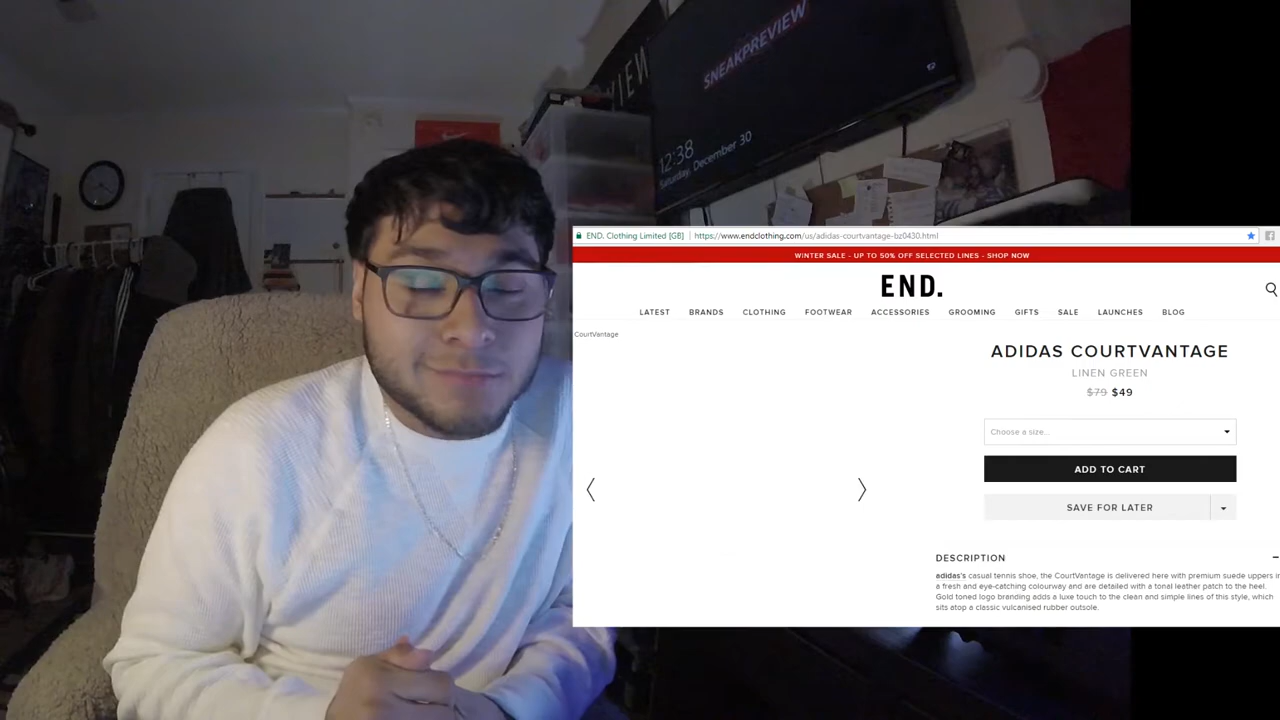 SNEAKPREVIEW
VIEW
12:38
Saturday, December 30
END. Clothing Limited [GB]
https://www.endclothing.com/us/adidas-courtvantage-bz0430.html
WINTER SALE - UP TO 50% OFF SELECTED LINES - SHOP NOW
END.
LATEST BRANDS CLOTHING FOOTWEAR ACCESSORIES GROOMING GIFTS SALE LAUNCHES BLOG
CourtVantage
ADIDAS COURTVANTAGE
LINEN GREEN
$79 $49
Choose a size...
ADD TO CART
SAVE FOR LATER
DESCRIPTION
adidas's casual tennis shoe, the CourtVantage is delivered here with premium suede uppers in
a fresh and eye-catching colourway and are detailed with a tonal leather patch to the heel.
Gold toned logo branding adds a luxe touch to the clean and simple lines of this style, which
sits atop a classic vulcanised rubber outsole.